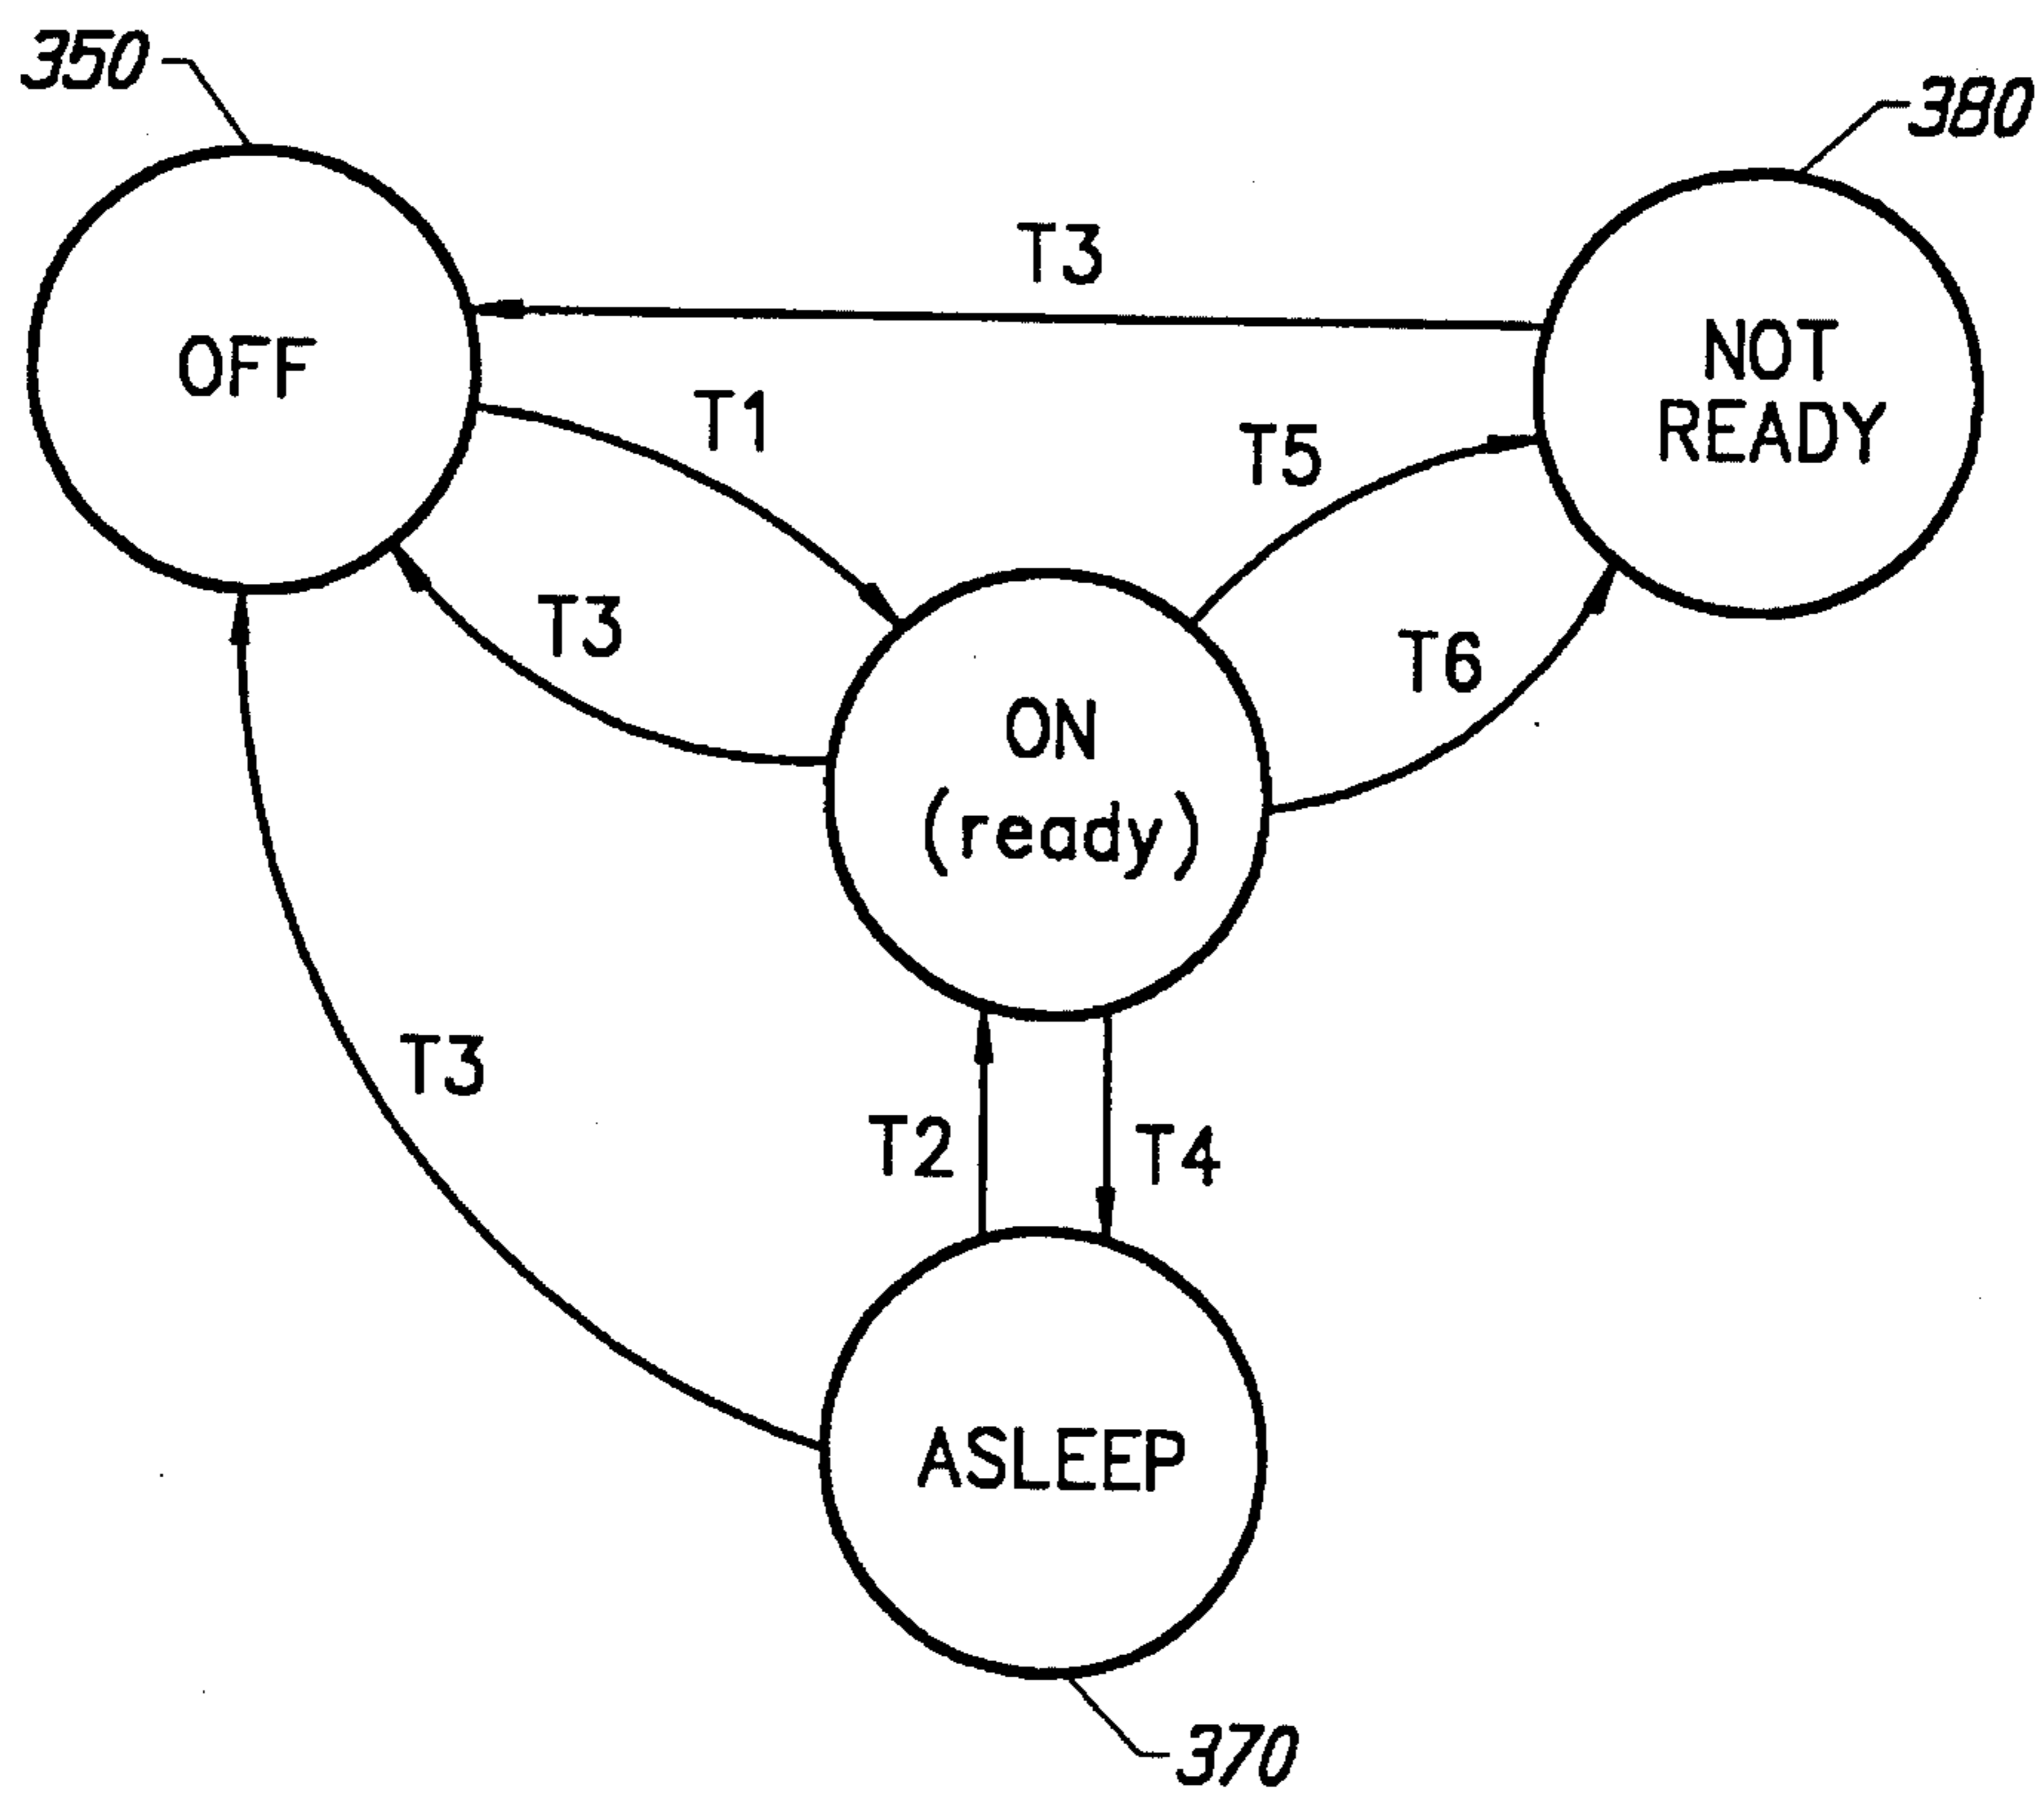 350
380
T3
OFF
NOT
READY
T1
T5
T3
T6
ON
(ready)
T3
T2
T4
ASLEEP
370